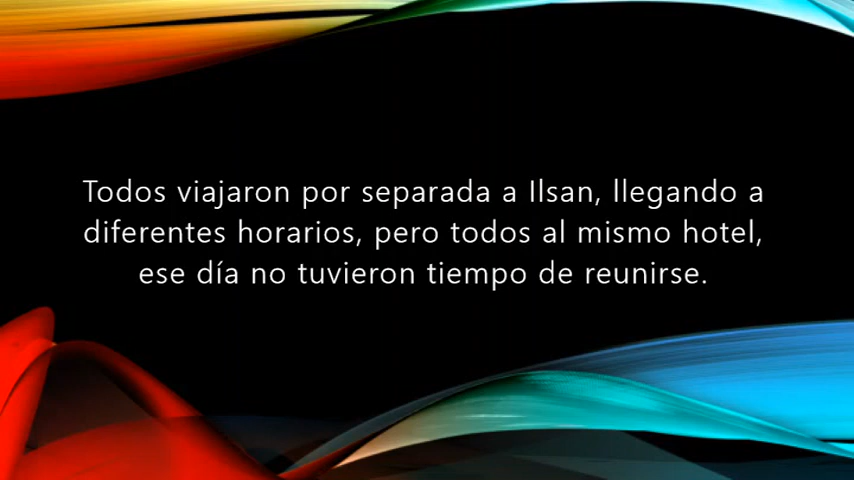 Todos viajaron por separada a Ilsan, llegando a
diferentes horarios, pero todos al mismo hotel,
ese día no tuvieron tiempo de reunirse.